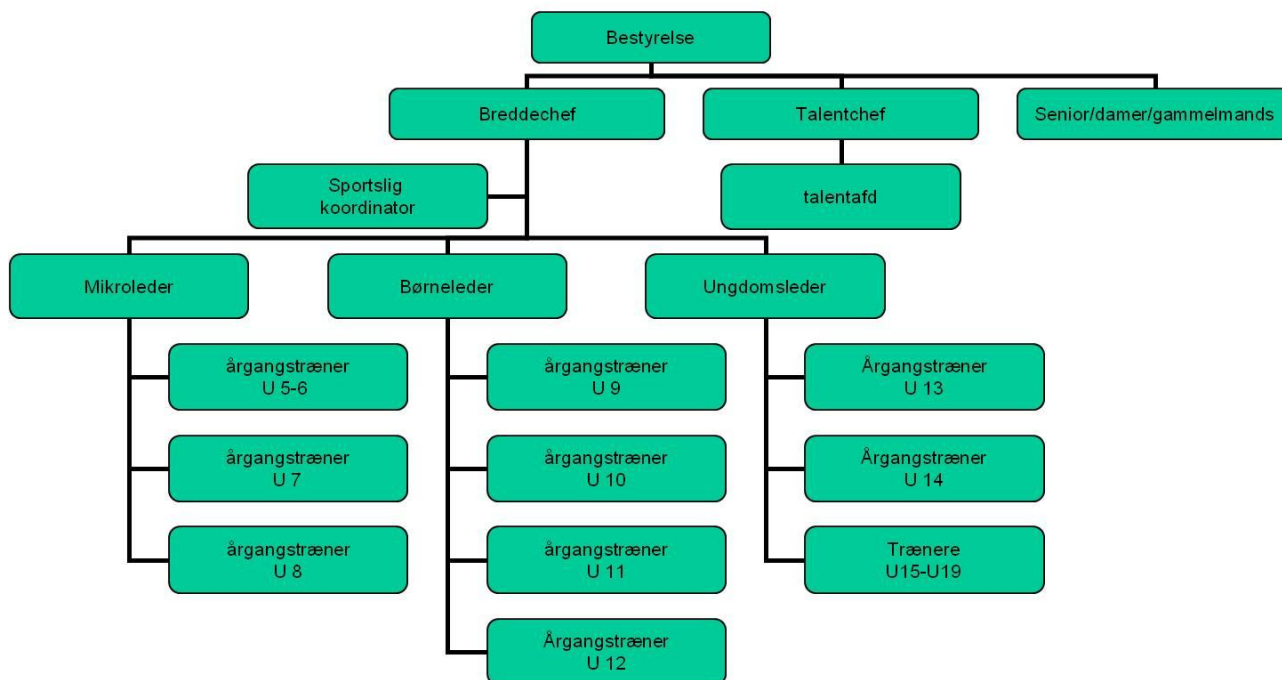 Bestyrelse
Breddechef
Talentchef
Senior/damer/gammelmands
Sportslig
koordinator
talentafd
Mikroleder
Børneleder
Ungdomsleder
årgangstræner
U 5-6
årgangstræner
U 9
Årgangstræner
U 13
årgangstræner
U 7
årgangstræner
U 10
Årgangstræner
U 14
årgangstræner
U 8
årgangstræner
U 11
Trænere
U15-U19
Årgangstræner
U 12